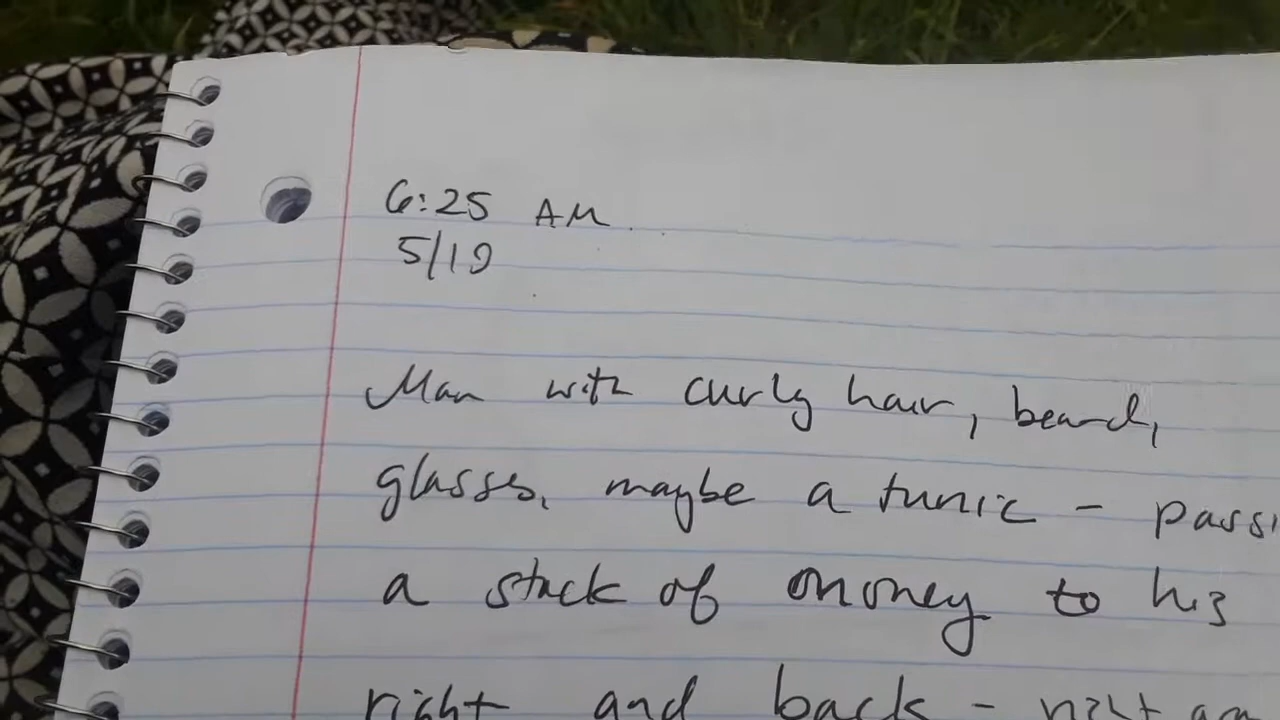 6:25 AM
5/19
Man with curly hair, beard,
glasses, maybe a tunic - passi
a stack of money to his
right and back -